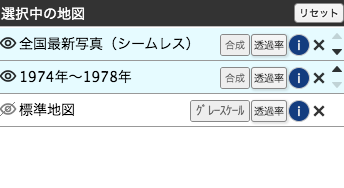 選択中の地図 リセット
全国最新写真（シームレス） 合成 透過率 i ×
1974年～1978年 合成 透過率 i ×
標準地図 グレースケール 透過率 i ×